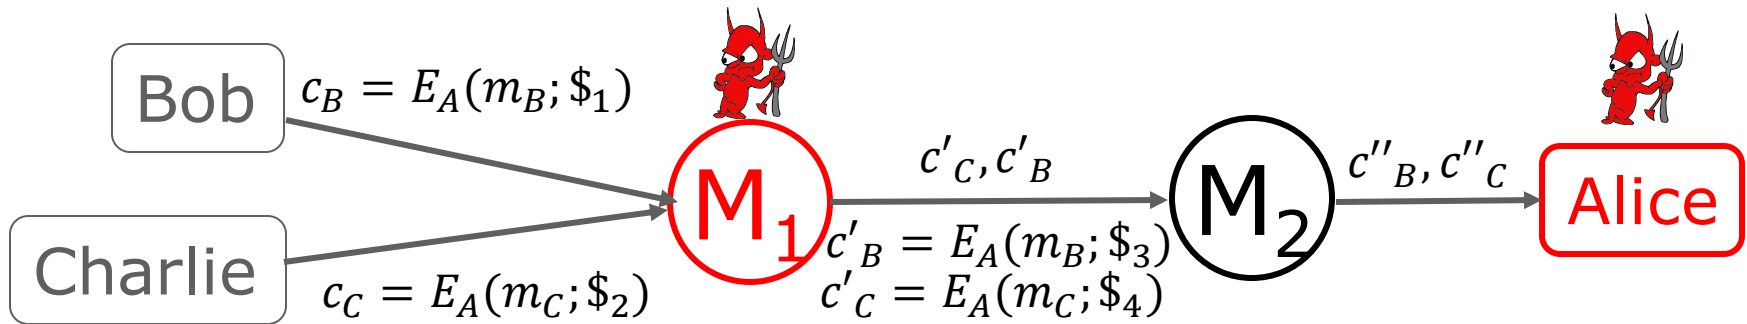 Bob
c_B = E_A(m_B; $_1)
Charlie
c_C = E_A(m_C; $_2)
M_1
c'_C, c'_B
c'_B = E_A(m_B; $_3)
c'_C = E_A(m_C; $_4)
M_2
c''_B, c''_C
Alice